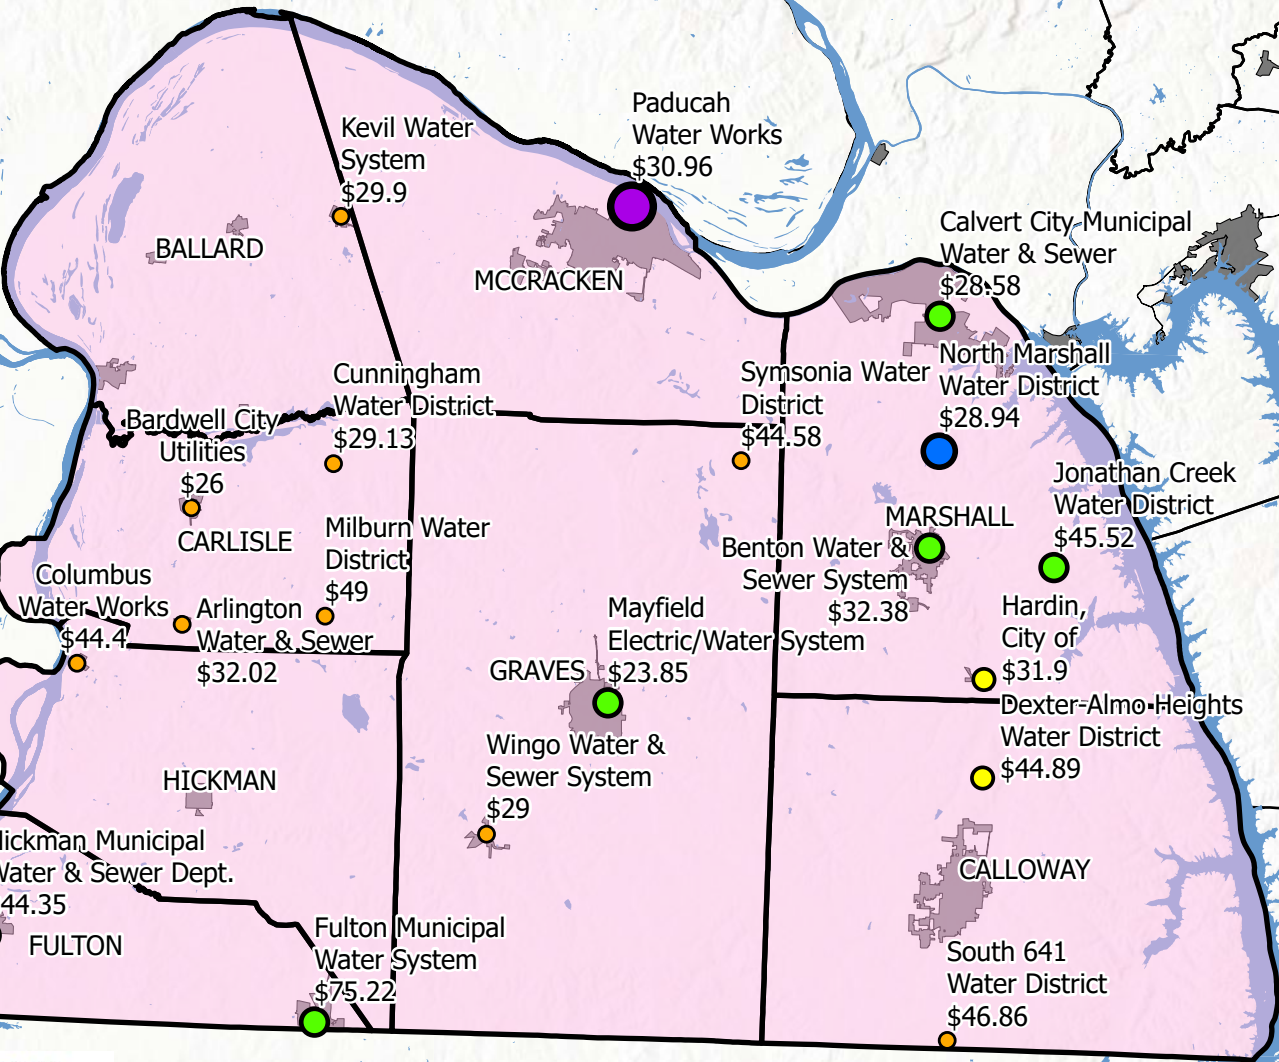 Paducah
Water Works
$30.96
Kevil Water
System
$29.9
Calvert City Municipal
Water & Sewer
$28.58
BALLARD
MCCRACKEN
North Marshall
Water District
$28.94
Symsonia Water
District
$44.58
Cunningham
Water District
$29.13
Bardwell City
Utilities
$26
Jonathan Creek
Water District
$45.52
MARSHALL
Milburn Water
District
$49
CARLISLE
Benton Water &
Sewer System
$32.38
Columbus
Water Works
$44.4
Arlington
Water & Sewer
$32.02
Mayfield
Electric/Water System
$23.85
Hardin,
City of
$31.9
GRAVES
Dexter-Almo Heights
Water District
$44.89
Wingo Water &
Sewer System
$29
HICKMAN
ickman Municipal
Water & Sewer Dept.
44.35
CALLOWAY
FULTON
Fulton Municipal
Water System
$75.22
South 641
Water District
$46.86